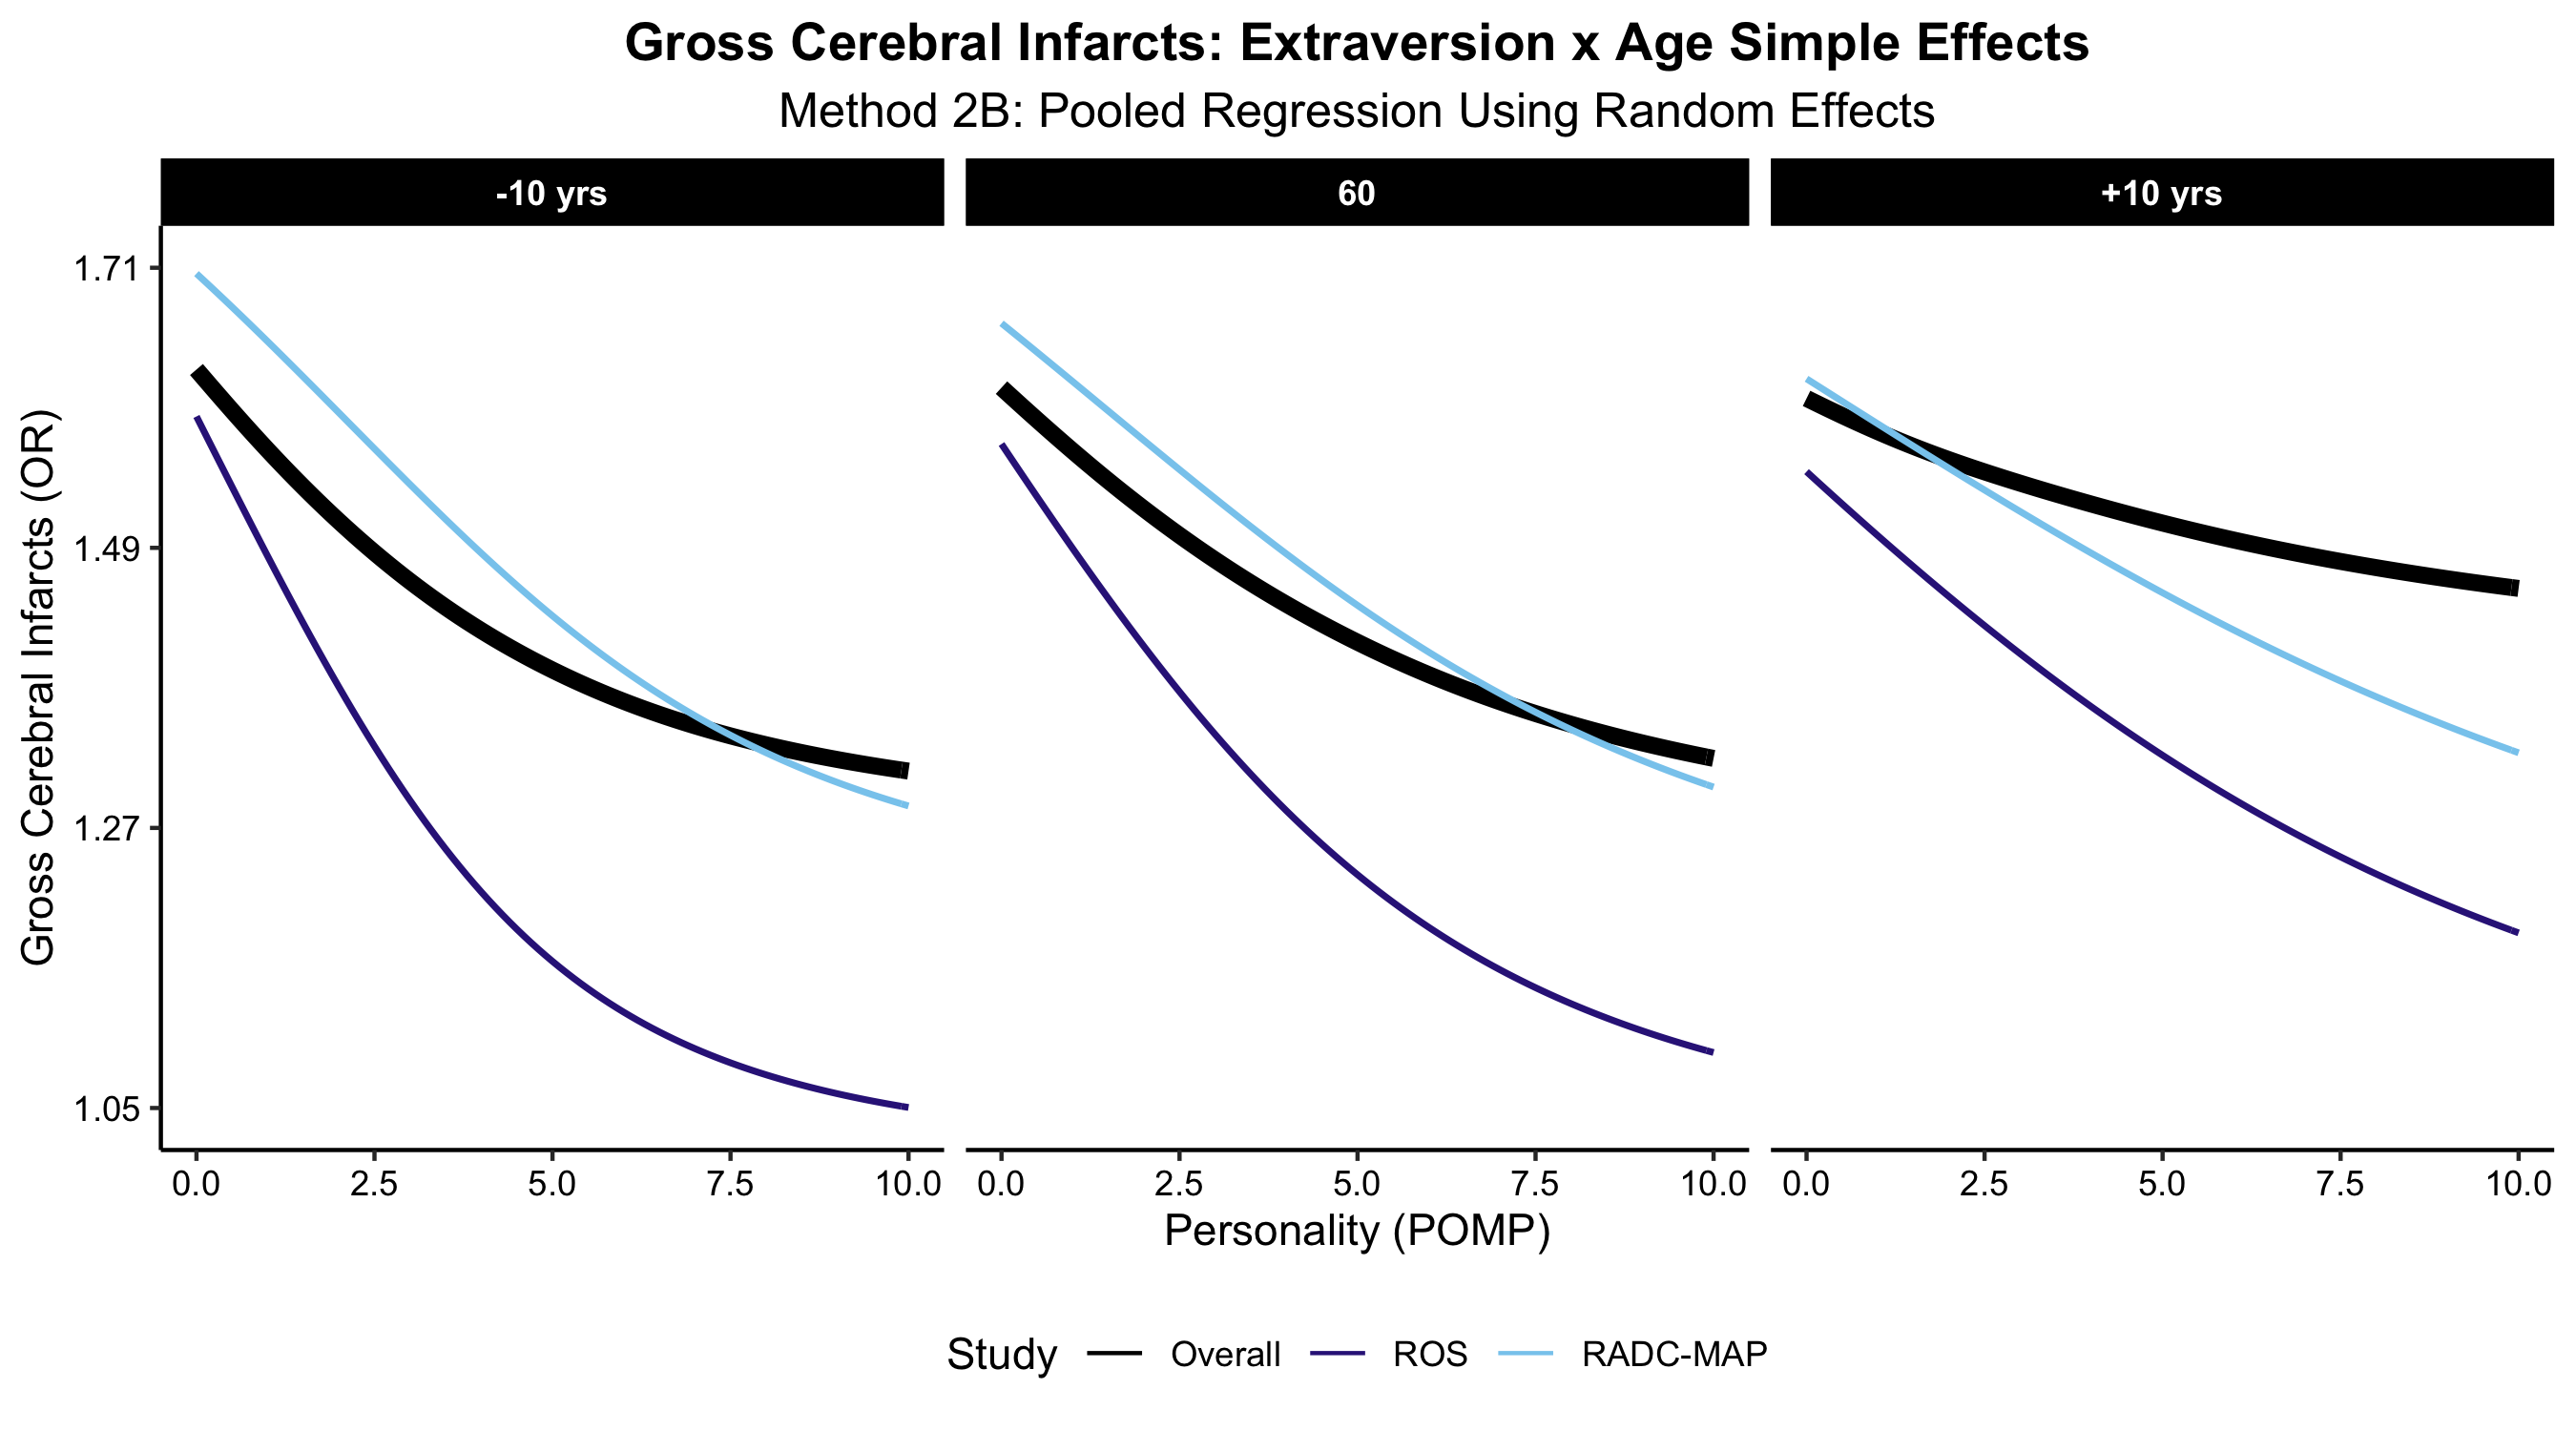 Gross Cerebral Infarcts: Extraversion x Age Simple Effects
Method 2B: Pooled Regression Using Random Effects
-10 yrs 60 +10 yrs
Gross Cerebral Infarcts (OR)
1.71
1.49
1.27
1.05
0.0 2.5 5.0 7.5 10.0 0.0 2.5 5.0 7.5 10.0 0.0 2.5 5.0 7.5 10.0
Personality (POMP)
Study Overall ROS RADC-MAP